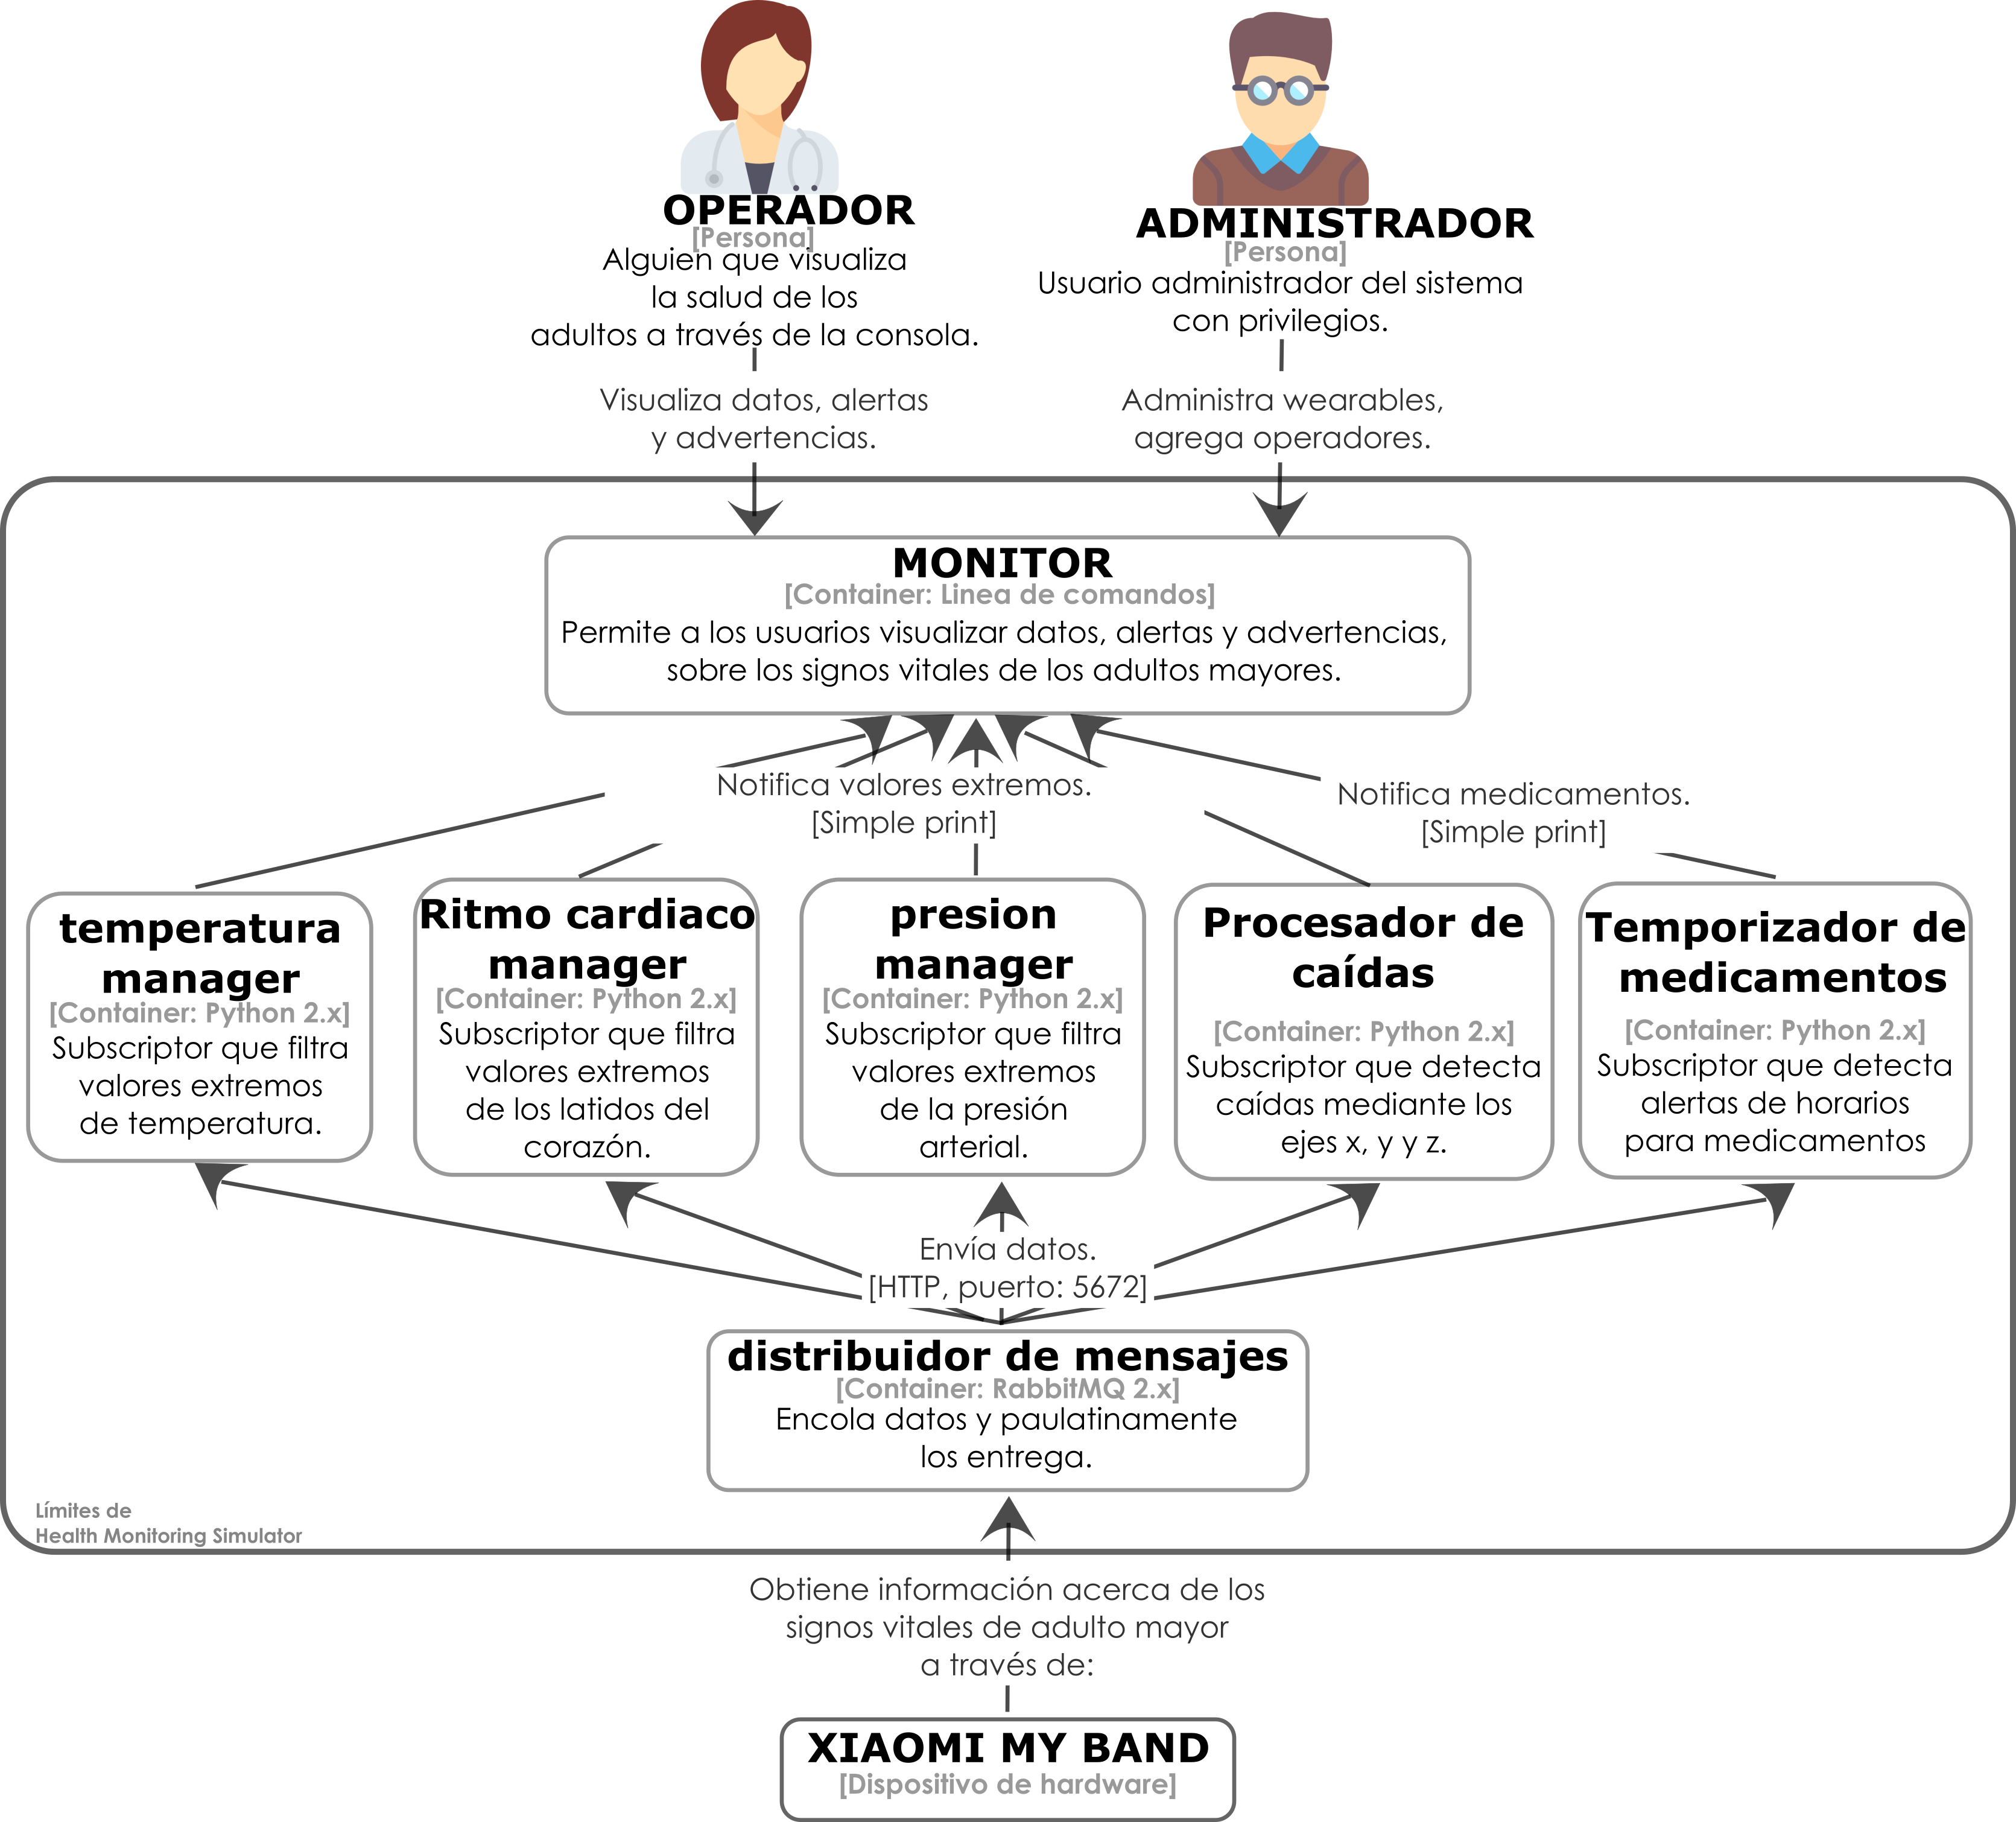 OPERADOR
[Persona]
Alguien que visualiza
la salud de los
adultos a través de la consola.
ADMINISTRADOR
[Persona]
Usuario administrador del sistema
con privilegios.
Visualiza datos, alertas
y advertencias.
Administra wearables,
agrega operadores.
MONITOR
[Container: Linea de comandos]
Permite a los usuarios visualizar datos, alertas y advertencias,
sobre los signos vitales de los adultos mayores.
Notifica valores extremos.
[Simple print]
Notifica medicamentos.
[Simple print]
temperatura
manager
[Container: Python 2.x]
Subscriptor que filtra
valores extremos
de temperatura.
Ritmo cardiaco
manager
[Container: Python 2.x]
Subscriptor que filtra
valores extremos
de los latidos del
corazón.
presion
manager
[Container: Python 2.x]
Subscriptor que filtra
valores extremos
de la presión
arterial.
Procesador de
caídas
[Container: Python 2.x]
Subscriptor que detecta
caídas mediante los
ejes x, y y z.
Temporizador de
medicamentos
[Container: Python 2.x]
Subscriptor que detecta
alertas de horarios
para medicamentos
Envía datos.
[HTTP, puerto: 5672]
distribuidor de mensajes
[Container: RabbitMQ 2.x]
Encola datos y paulatinamente
los entrega.
Límites de
Health Monitoring Simulator
Obtiene información acerca de los
signos vitales de adulto mayor
a través de:
XIAOMI MY BAND
[Dispositivo de hardware]